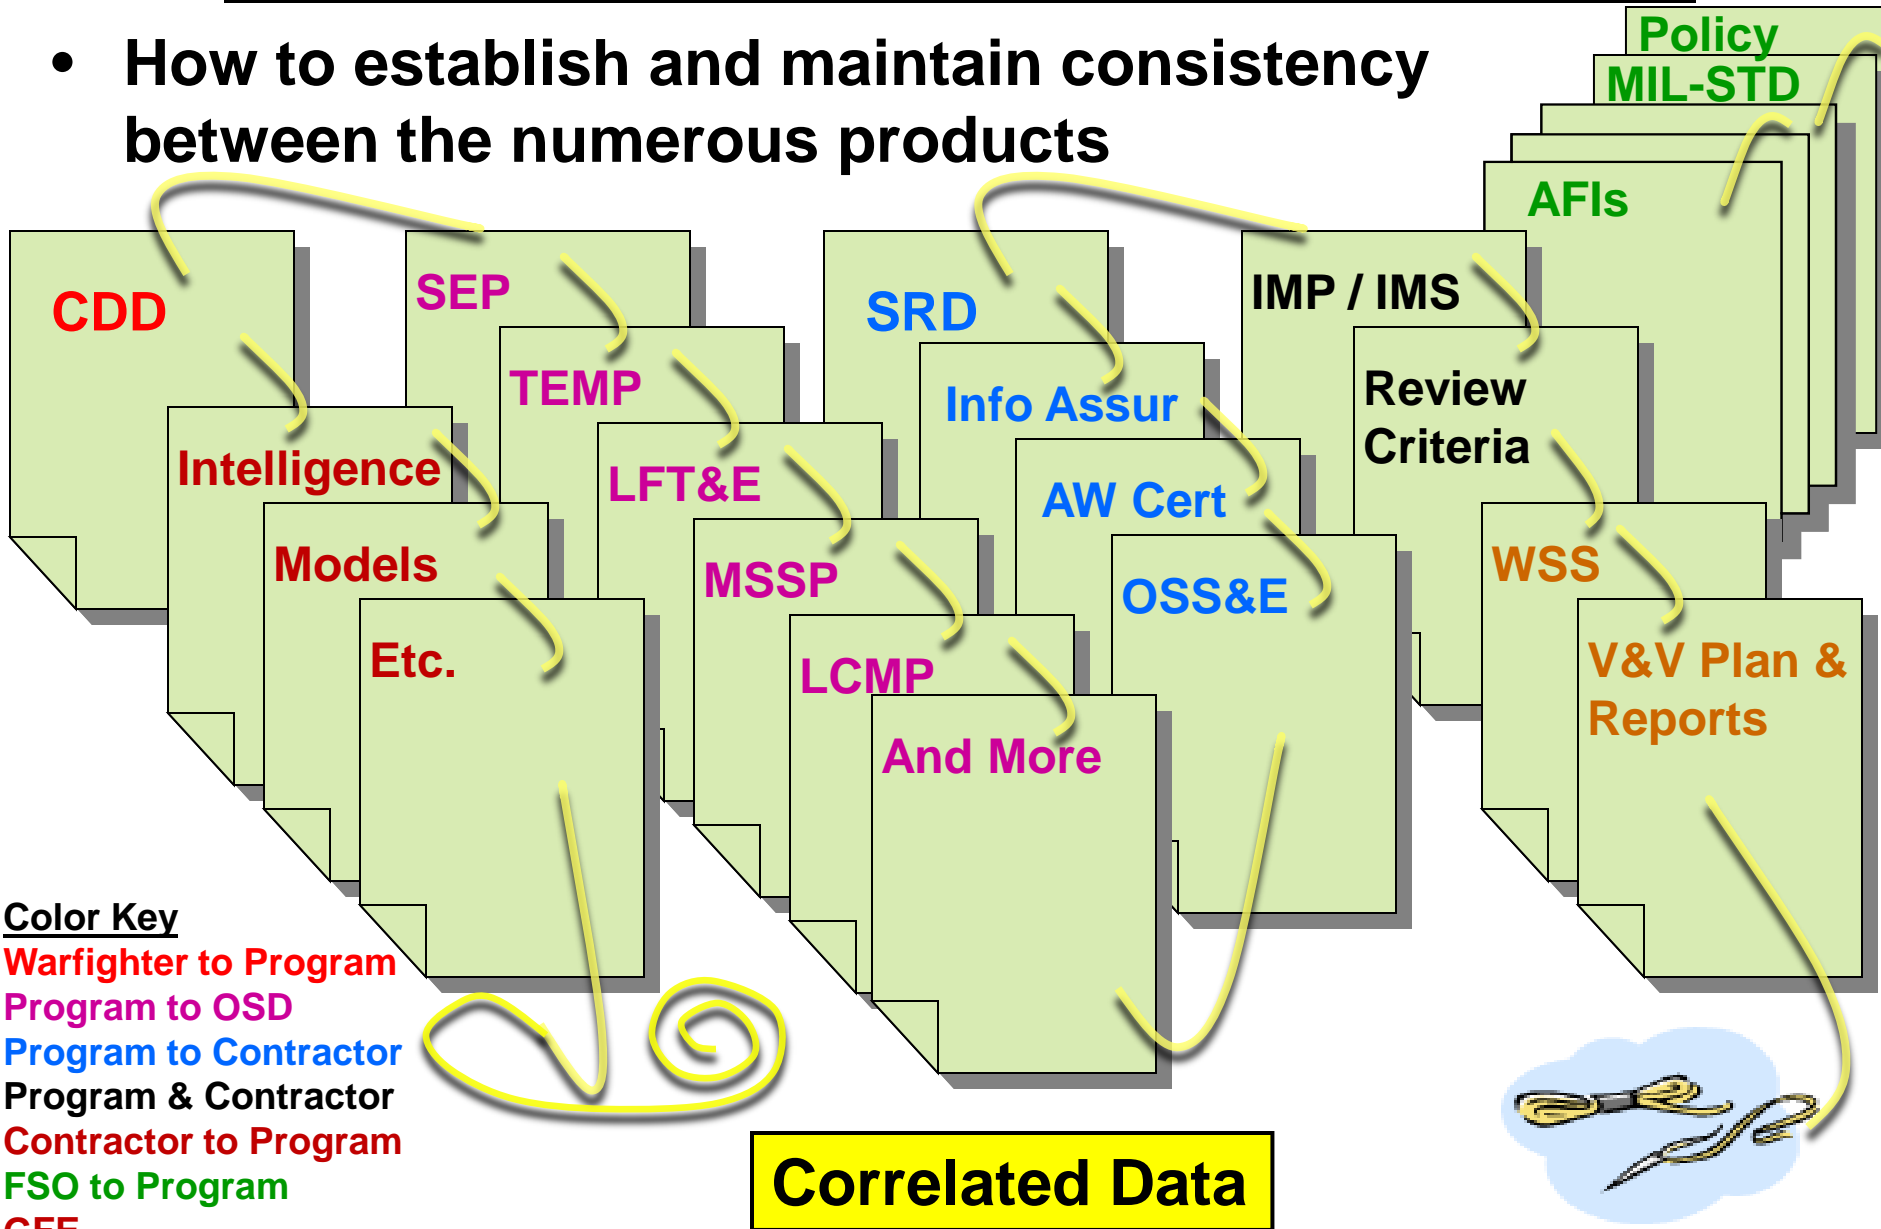 • How to establish and maintain consistency
between the numerous products
Policy
MIL-STD
AFIs
CDD
Intelligence
Models
Etc.
SEP
TEMP
LFT&E
MSSP
LCMP
And More
SRD
Info Assur
AW Cert
OSS&E
IMP / IMS
Review
Criteria
WSS
V&V Plan &
Reports
Color Key
Warfighter to Program
Program to OSD
Program to Contractor
Program & Contractor
Contractor to Program
FSO to Program
Correlated Data